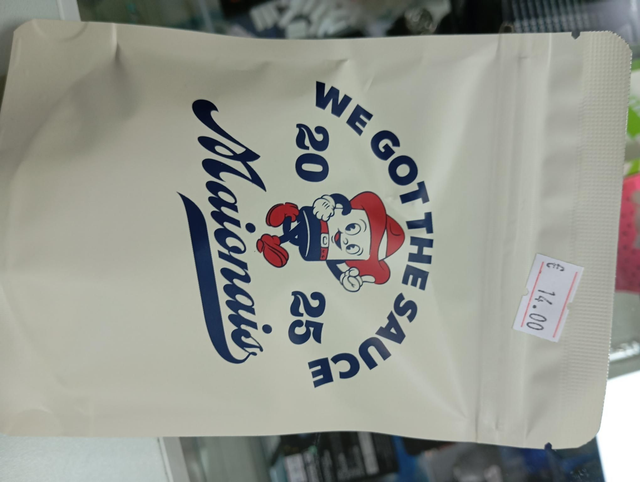 WE GOT THE SAUCE
20 25
Maionais
€ 14.00